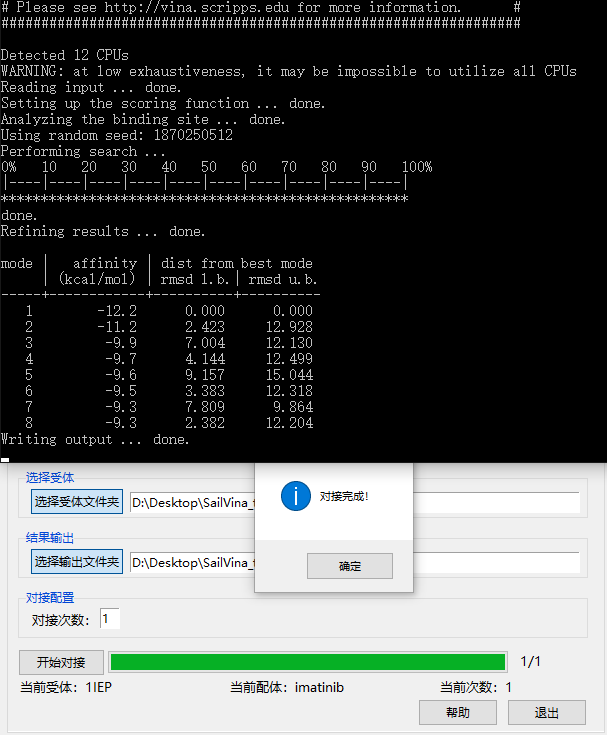 # Please see http://vina.scripps.edu for more information.      #
#################################################################
Detected 12 CPUs
WARNING: at low exhaustiveness, it may be impossible to utilize all CPUs
Reading input ... done.
Setting up the scoring function ... done.
Analyzing the binding site ... done.
Using random seed: 1870250512
Performing search ...
0%   10   20   30   40   50   60   70   80   90   100%
|----|----|----|----|----|----|----|----|----|----|
***************************************************
done.
Refining results ... done.
mode |   affinity | dist from best mode
     | (kcal/mol) | rmsd l.b.| rmsd u.b.
-----+------------+----------+----------
   1        -12.2      0.000      0.000
   2        -11.2      2.423     12.928
   3         -9.9      7.004     12.130
   4         -9.7      4.144     12.499
   5         -9.6      9.157     15.044
   6         -9.5      3.383     12.318
   7         -9.3      7.809      9.864
   8         -9.3      2.382     12.204
Writing output ... done.
选择受体
选择受体文件夹 D:\Desktop\SailVina_
对接完成!
结果输出
选择输出文件夹 D:\Desktop\SailVina_
确定
对接配置
对接次数: 1
开始对接 1/1
当前受体: 1IEP 当前配体: imatinib 当前次数: 1
帮助 退出